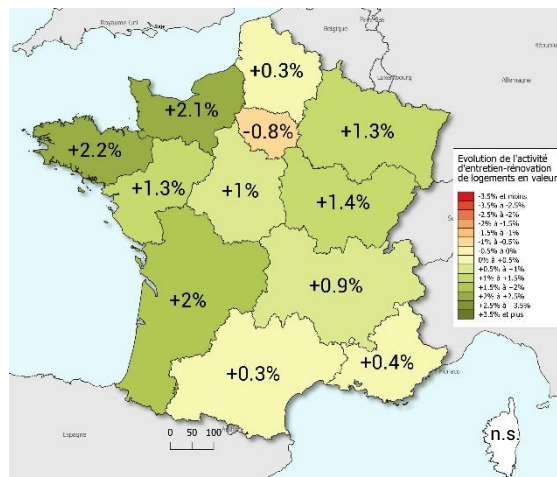 Royaume-Uni
Belgique
Luxembourg
Allemagne
+0.3%
+2.1%
-0.8%
+2.2%
+1.3%
+1.3%
+1%
+1.4%
+2%
+0.9%
+0.3%
+0.4%
n.s.
Monaco
Espagne
0 50 100
Evolution de l'activité
d'entretien-rénovation
de logements en valeur
-3.5% et moins
-3.5% à -2.5%
-2.5% à -2%
-2% à -1.5%
-1.5% à -1%
-1% à -0.5%
-0.5% à 0%
0% à +0.5%
+0.5% à +1%
+1% à +1.5%
+1.5% à +2%
+2% à +2.5%
+2.5% à +3.5%
+3.5% et plus